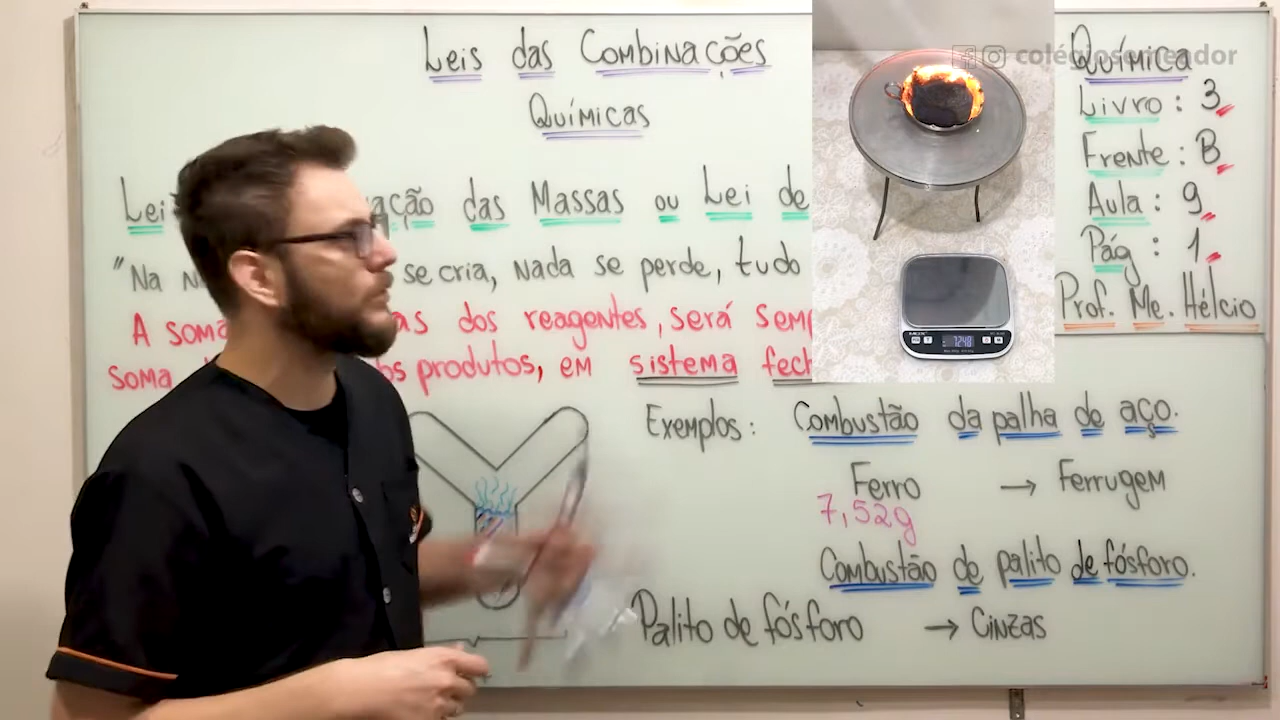 Leis das Combinações
Químicas
Lei ação das Massas ou Lei de
"Na n se cria, nada se perde, tudo
A soma as dos reagentes, será semp
soma os produtos, em sistema fech
Exemplos: Combustão da palha de aço.
Ferro → Ferrugem
7,52g
Combustão de palito de fósforo.
Palito de fósforo → Cinzas
Química
Livro: 3
Frente: B
Aula: 9
Pág: 1
Prof. Me. Hélcio
colégiosemeador